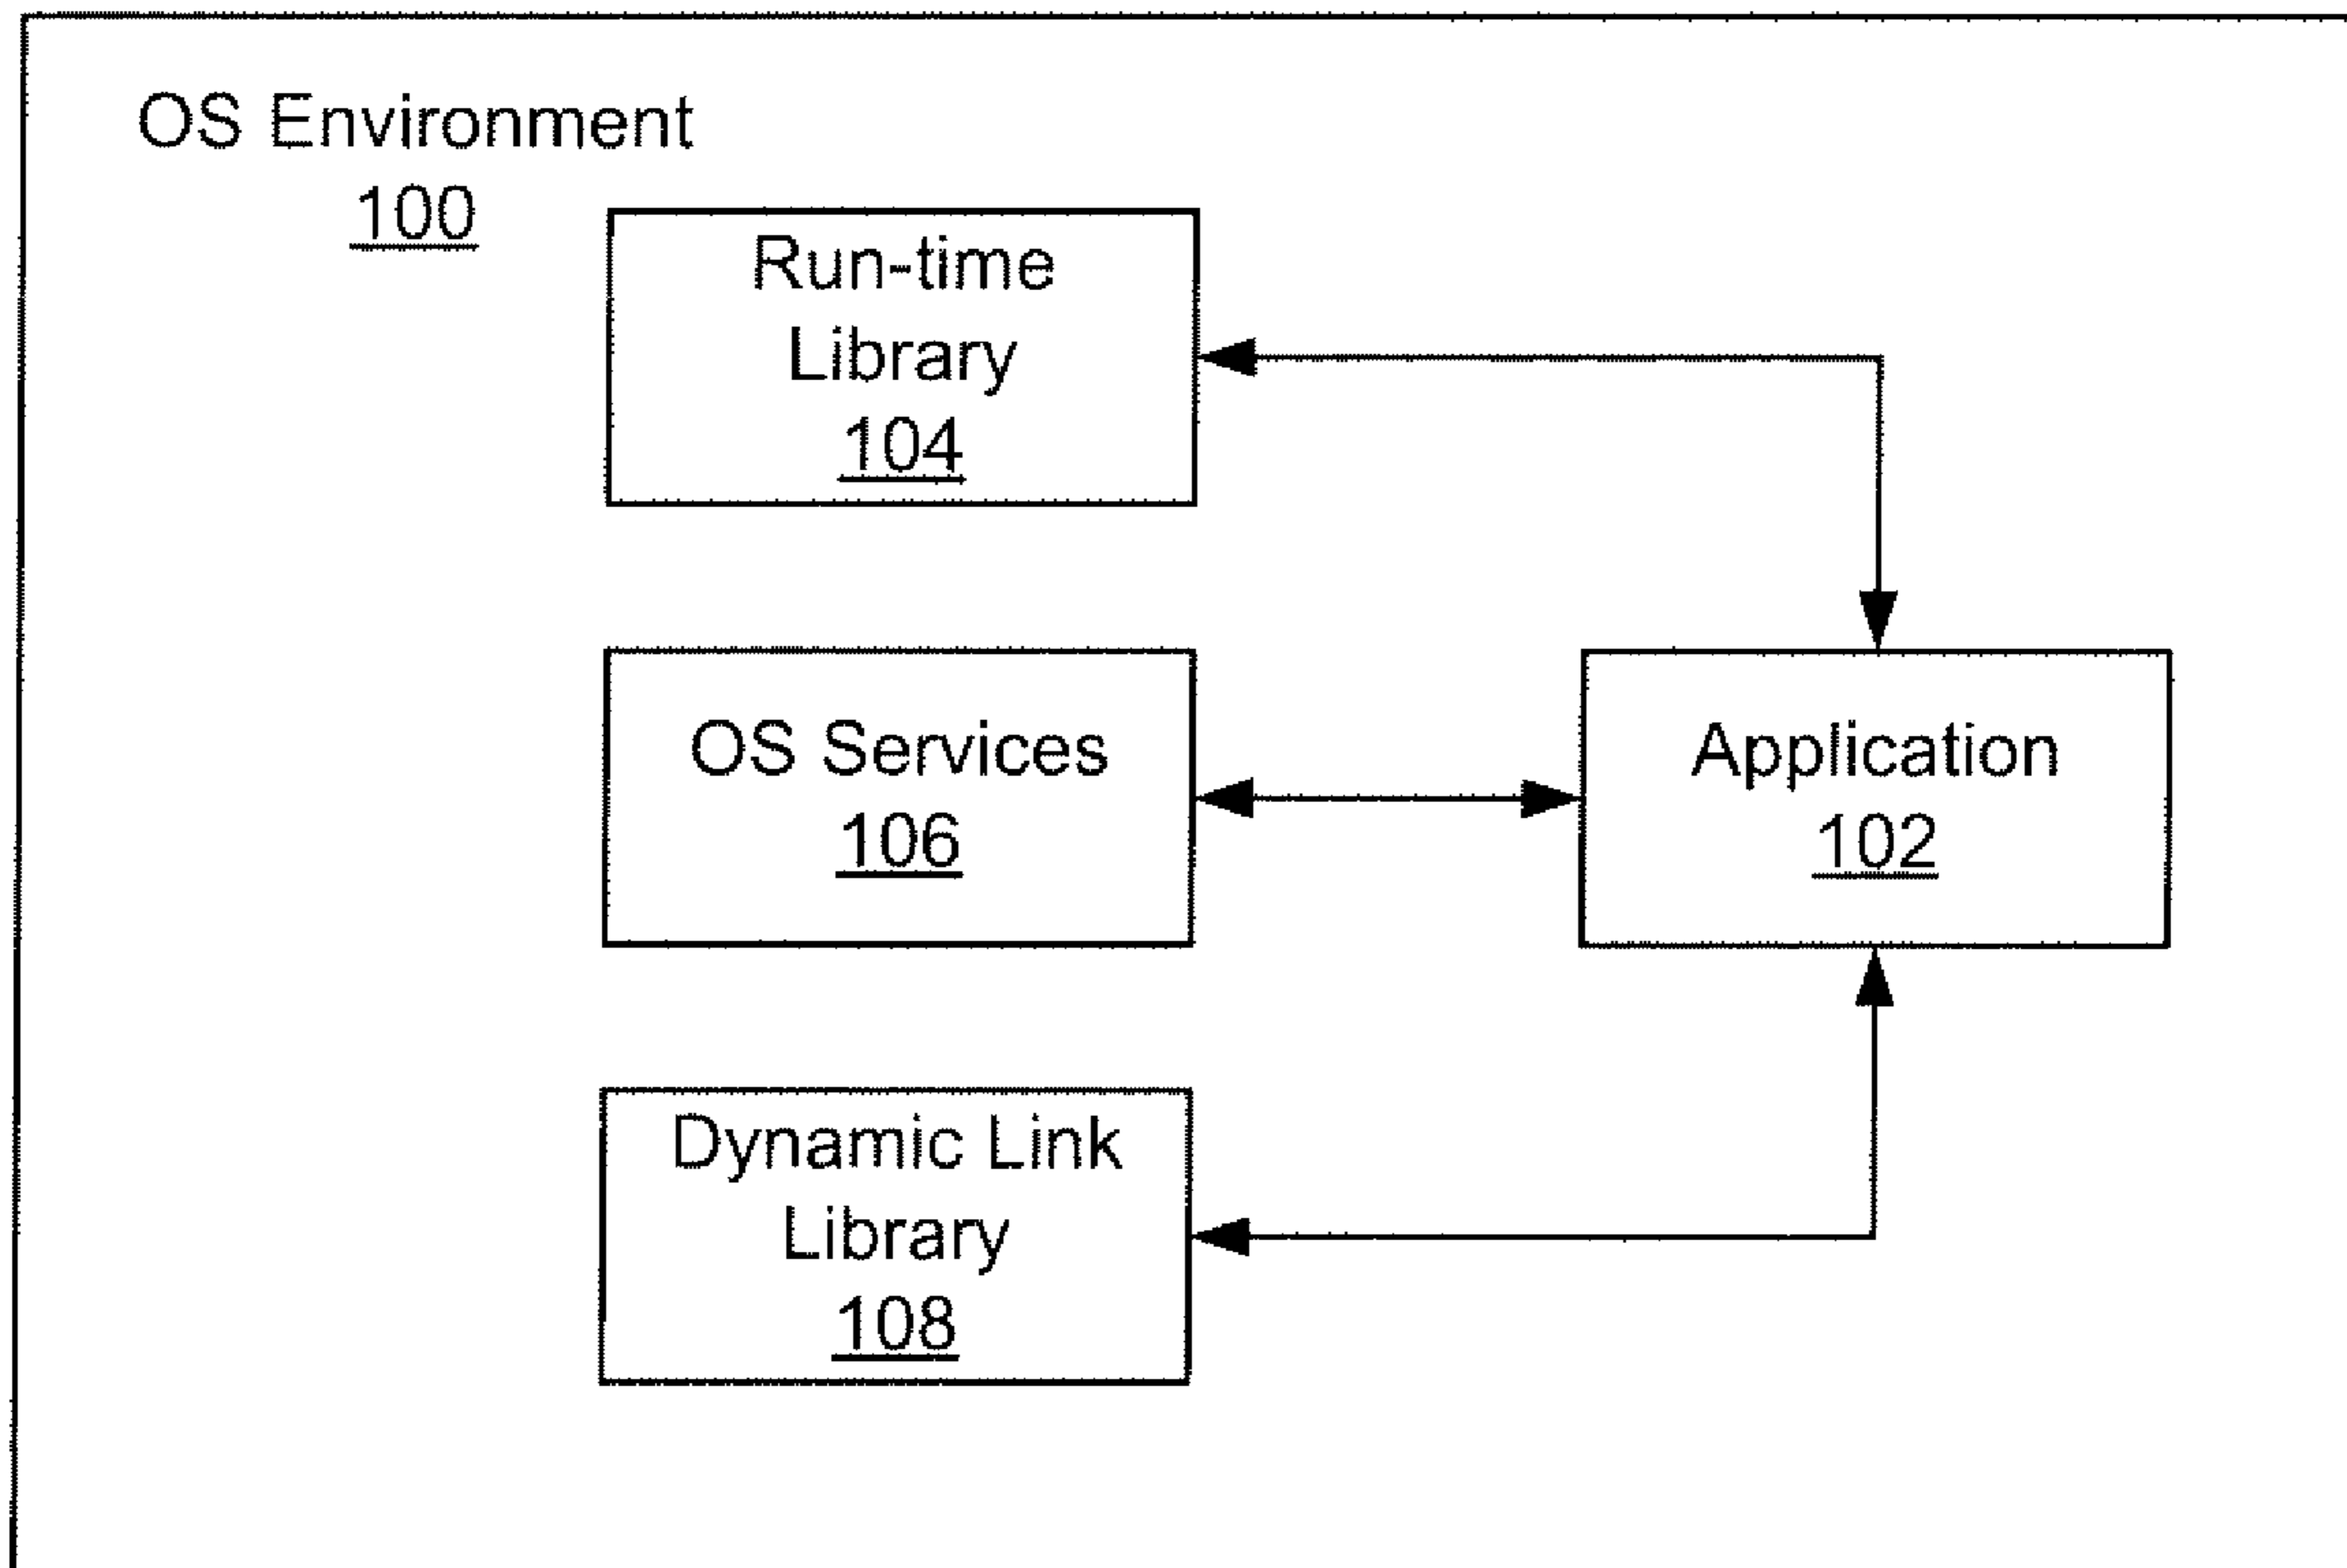 OS Environment
100
Run-time
Library
104
OS Services
106
Application
102
Dynamic Link
Library
108